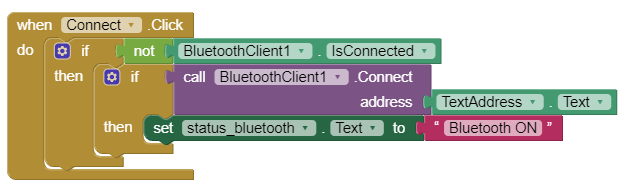 when Connect .Click
do if not BluetoothClient1 . IsConnected
then if call BluetoothClient1 .Connect
address TextAddress . Text
then set status_bluetooth . Text to " Bluetooth ON "